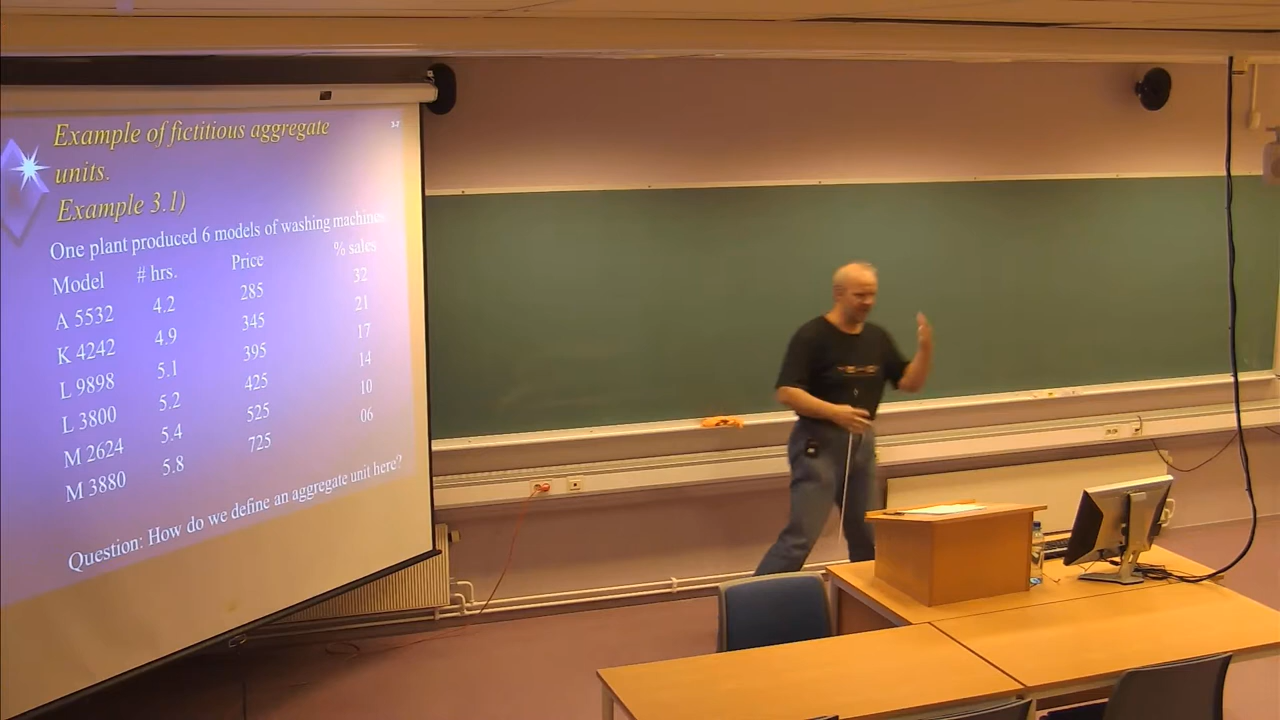 3-7
Example of fictitious aggregate
units.
Example 3.1)
One plant produced 6 models of washing machines
Model # hrs. Price % sales
A 5532 4.2 285 32
K 4242 4.9 345 21
L 9898 5.1 395 17
L 3800 5.2 425 14
M 2624 5.4 525 10
M 3880 5.8 725 06
Question: How do we define an aggregate unit here?